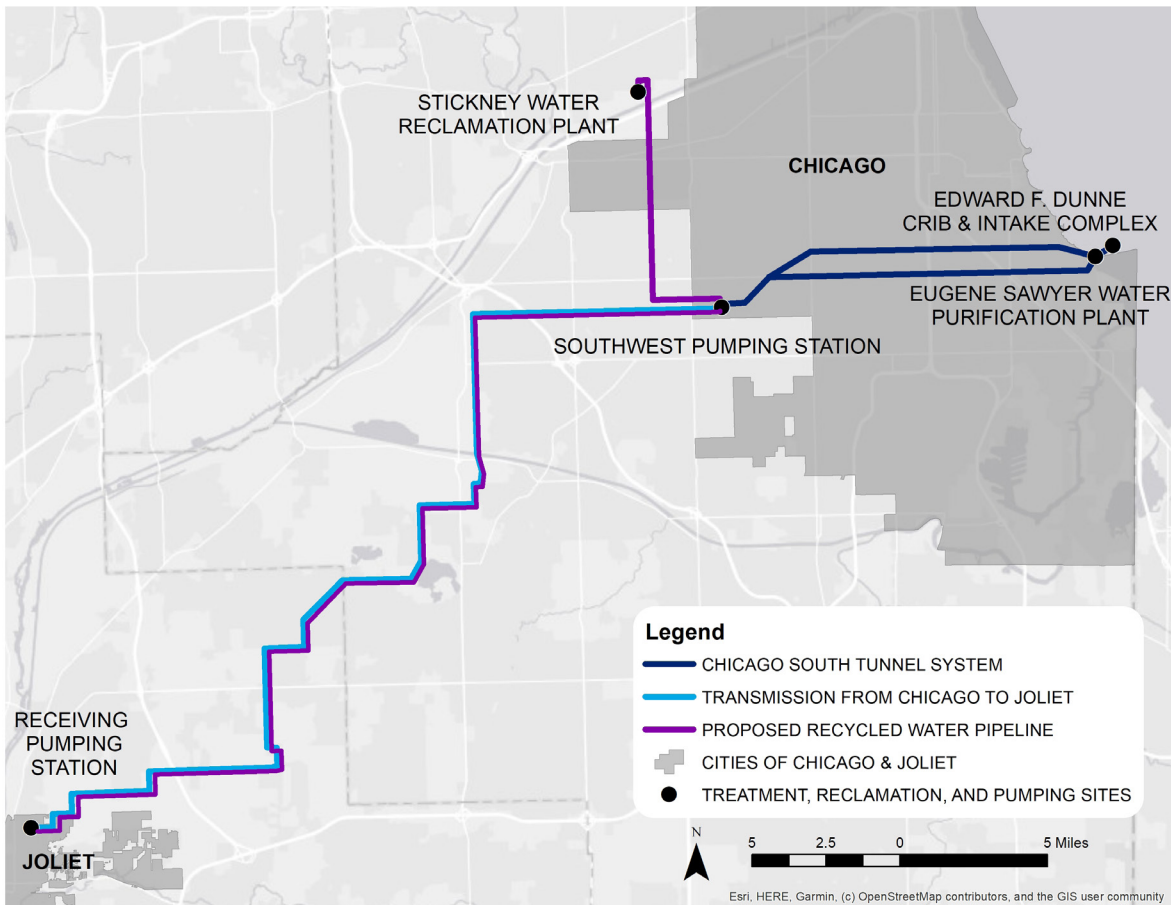 STICKNEY WATER
RECLAMATION PLANT
CHICAGO
EDWARD F. DUNNE
CRIB & INTAKE COMPLEX
EUGENE SAWYER WATER
PURIFICATION PLANT
SOUTHWEST PUMPING STATION
RECEIVING
PUMPING
STATION
JOLIET
Legend
CHICAGO SOUTH TUNNEL SYSTEM
TRANSMISSION FROM CHICAGO TO JOLIET
PROPOSED RECYCLED WATER PIPELINE
CITIES OF CHICAGO & JOLIET
TREATMENT, RECLAMATION, AND PUMPING SITES
N
5 2.5 0 5 Miles
Esri, HERE, Garmin, (c) OpenStreetMap contributors, and the GIS user community